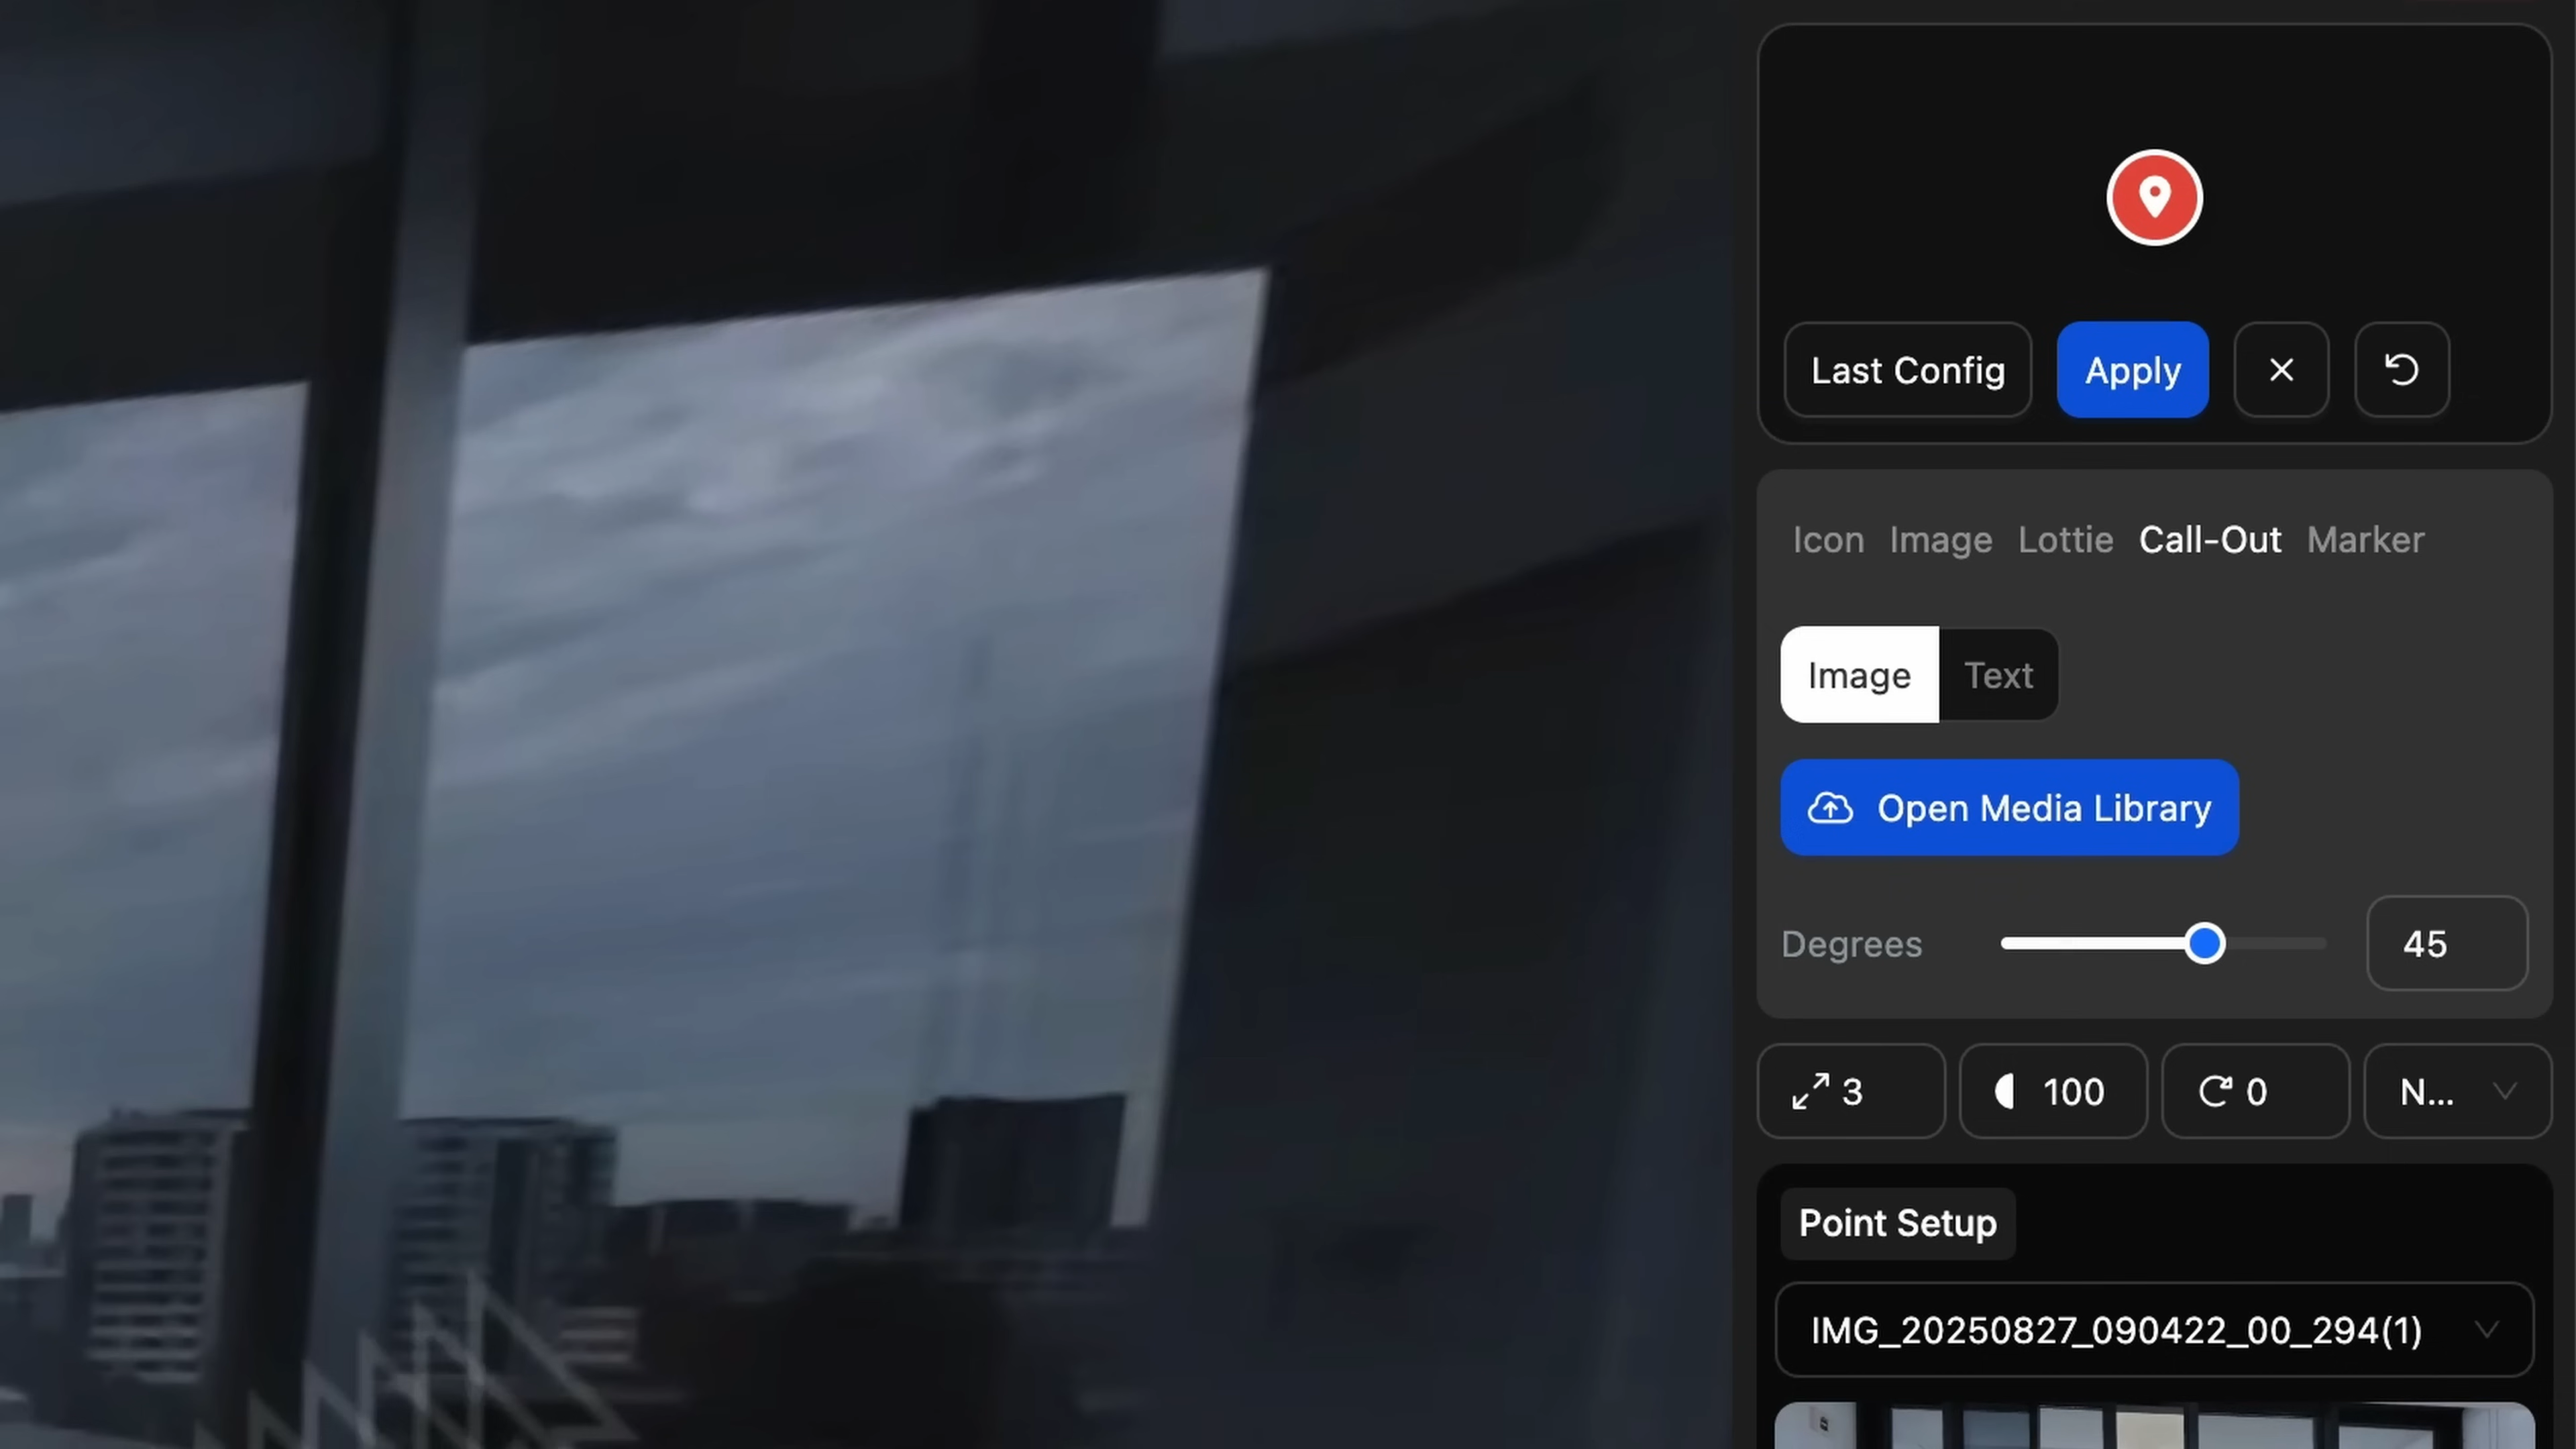 Last Config Apply
Icon Image Lottie Call-Out Marker
Image Text
Open Media Library
Degrees 45
3 100 0 N...
Point Setup
IMG_20250827_090422_00_294(1)